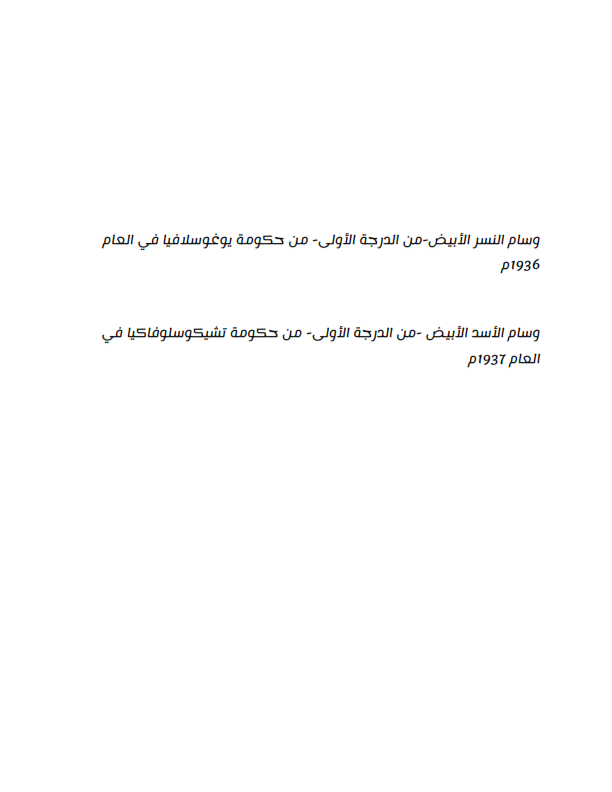 وسام النسر الأبيض-من الدرجة الأولى- من حكومة يوغوسلافيا في العام
1936م
وسام الأسد الأبيض -من الدرجة الأولى- من حكومة تشيكوسلوفاكيا في
العام 1937م